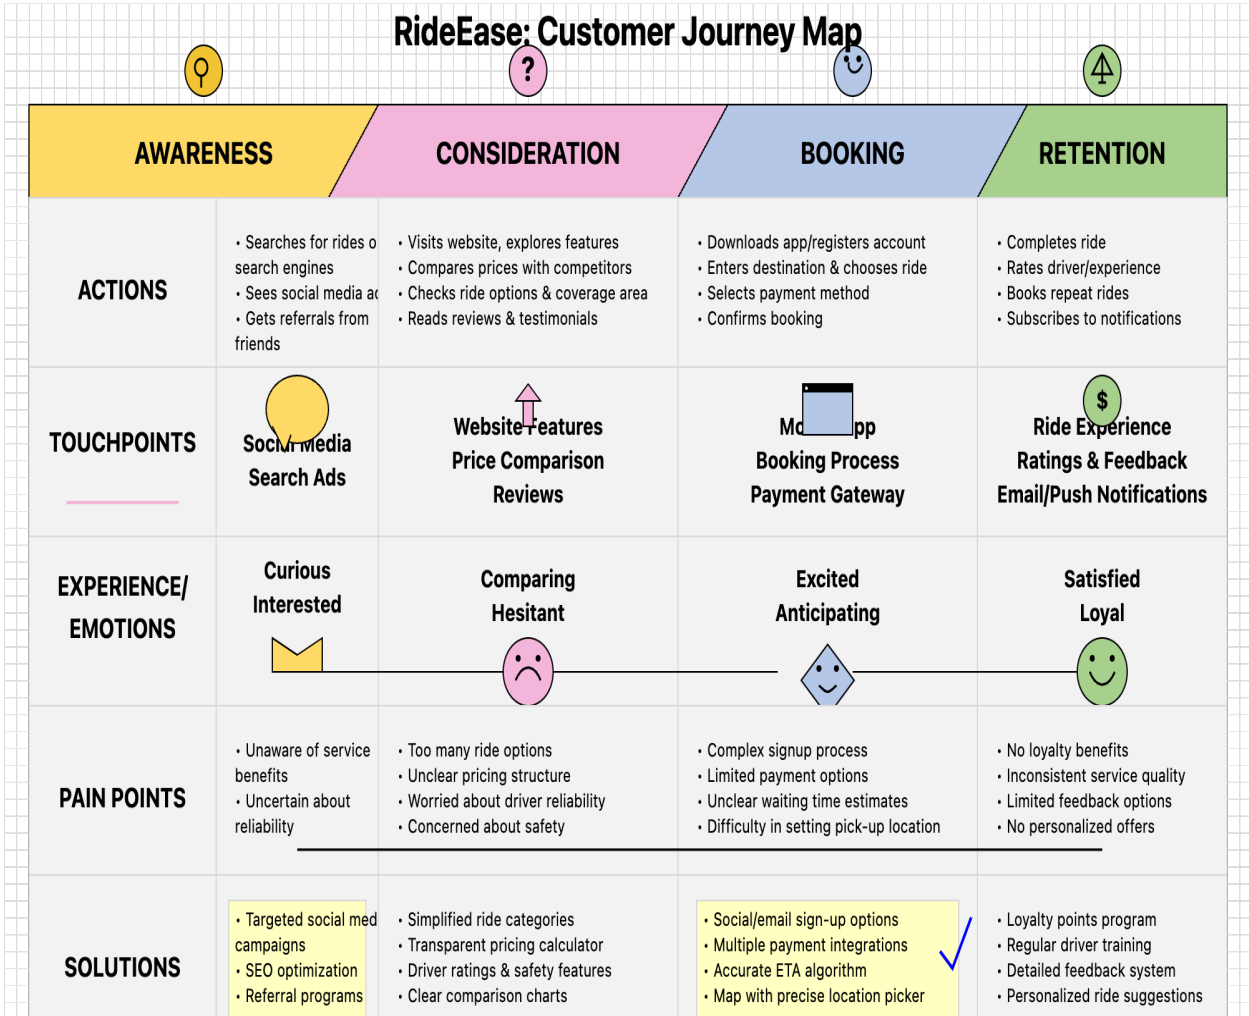 RideEase: Customer Journey Map
?
AWARENESS
CONSIDERATION
BOOKING
RETENTION
ACTIONS
• Searches for rides o
search engines
• Sees social media
• Gets referrals from
friends
• Visits website, explores features
• Compares prices with competitors
• Checks ride options & coverage area
• Reads reviews & testimonials
• Downloads app/registers account
• Enters destination & chooses ride
• Selects payment method
• Confirms booking
• Completes ride
• Rates driver/experience
• Books repeat rides
• Subscribes to notifications
TOUCHPOINTS
Social Media
Search Ads
Website Features
Price Comparison
Reviews
Booking Process
Payment Gateway
$
Ride Experience
Ratings & Feedback
Email/Push Notifications
EXPERIENCE/
EMOTIONS
Curious
Interested
Comparing
Hesitant
Excited
Anticipating
Satisfied
Loyal
PAIN POINTS
• Unaware of service
benefits
• Uncertain about
reliability
• Too many ride options
• Unclear pricing structure
• Worried about driver reliability
• Concerned about safety
• Complex signup process
• Limited payment options
• Unclear waiting time estimates
• Difficulty in setting pick-up location
• No loyalty benefits
• Inconsistent service quality
• Limited feedback options
• No personalized offers
SOLUTIONS
• Targeted social med
campaigns
• SEO optimization
• Referral programs
• Simplified ride categories
• Transparent pricing calculator
• Driver ratings & safety features
• Clear comparison charts
• Social/email sign-up options
• Multiple payment integrations
• Accurate ETA algorithm
• Map with precise location picker
• Loyalty points program
• Regular driver training
• Detailed feedback system
• Personalized ride suggestions